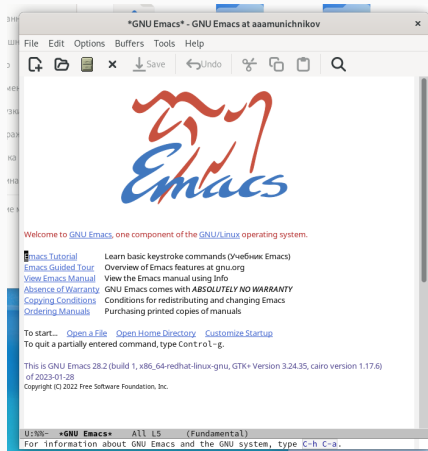 *GNU Emacs* - GNU Emacs at aaamunichnikov ×
File Edit Options Buffers Tools Help
Save Undo
Emacs
Welcome to GNU Emacs, one component of the GNU/Linux operating system.
Emacs Tutorial Learn basic keystroke commands (Учебник Emacs)
Emacs Guided Tour Overview of Emacs features at gnu.org
View Emacs Manual View the Emacs manual using Info
Absence of Warranty GNU Emacs comes with ABSOLUTELY NO WARRANTY
Copying Conditions Conditions for redistributing and changing Emacs
Ordering Manuals Purchasing printed copies of manuals
To start... Open a File Open Home Directory Customize Startup
To quit a partially entered command, type Control-g.
This is GNU Emacs 28.2 (build 1, x86_64-redhat-linux-gnu, GTK+ Version 3.24.35, cairo version 1.17.6)
of 2023-01-28
Copyright (C) 2022 Free Software Foundation, Inc.
U:%%- *GNU Emacs* All L5 (Fundamental)
For information about GNU Emacs and the GNU system, type C-h C-a.